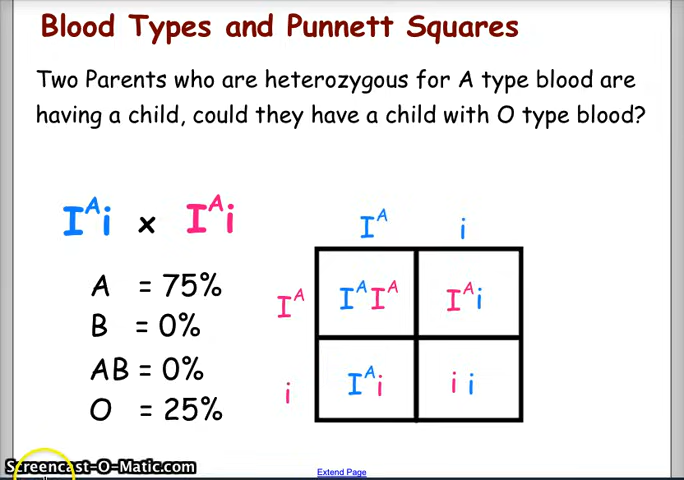 Blood Types and Punnett Squares
Two Parents who are heterozygous for A type blood are
having a child, could they have a child with O type blood?
Iᴬi x Iᴬi
A = 75%
B = 0%
AB = 0%
O = 25%
Iᴬ i
Iᴬ IᴬIᴬ Iᴬi
i Iᴬi i i
Screencast-O-Matic.com
Extend Page